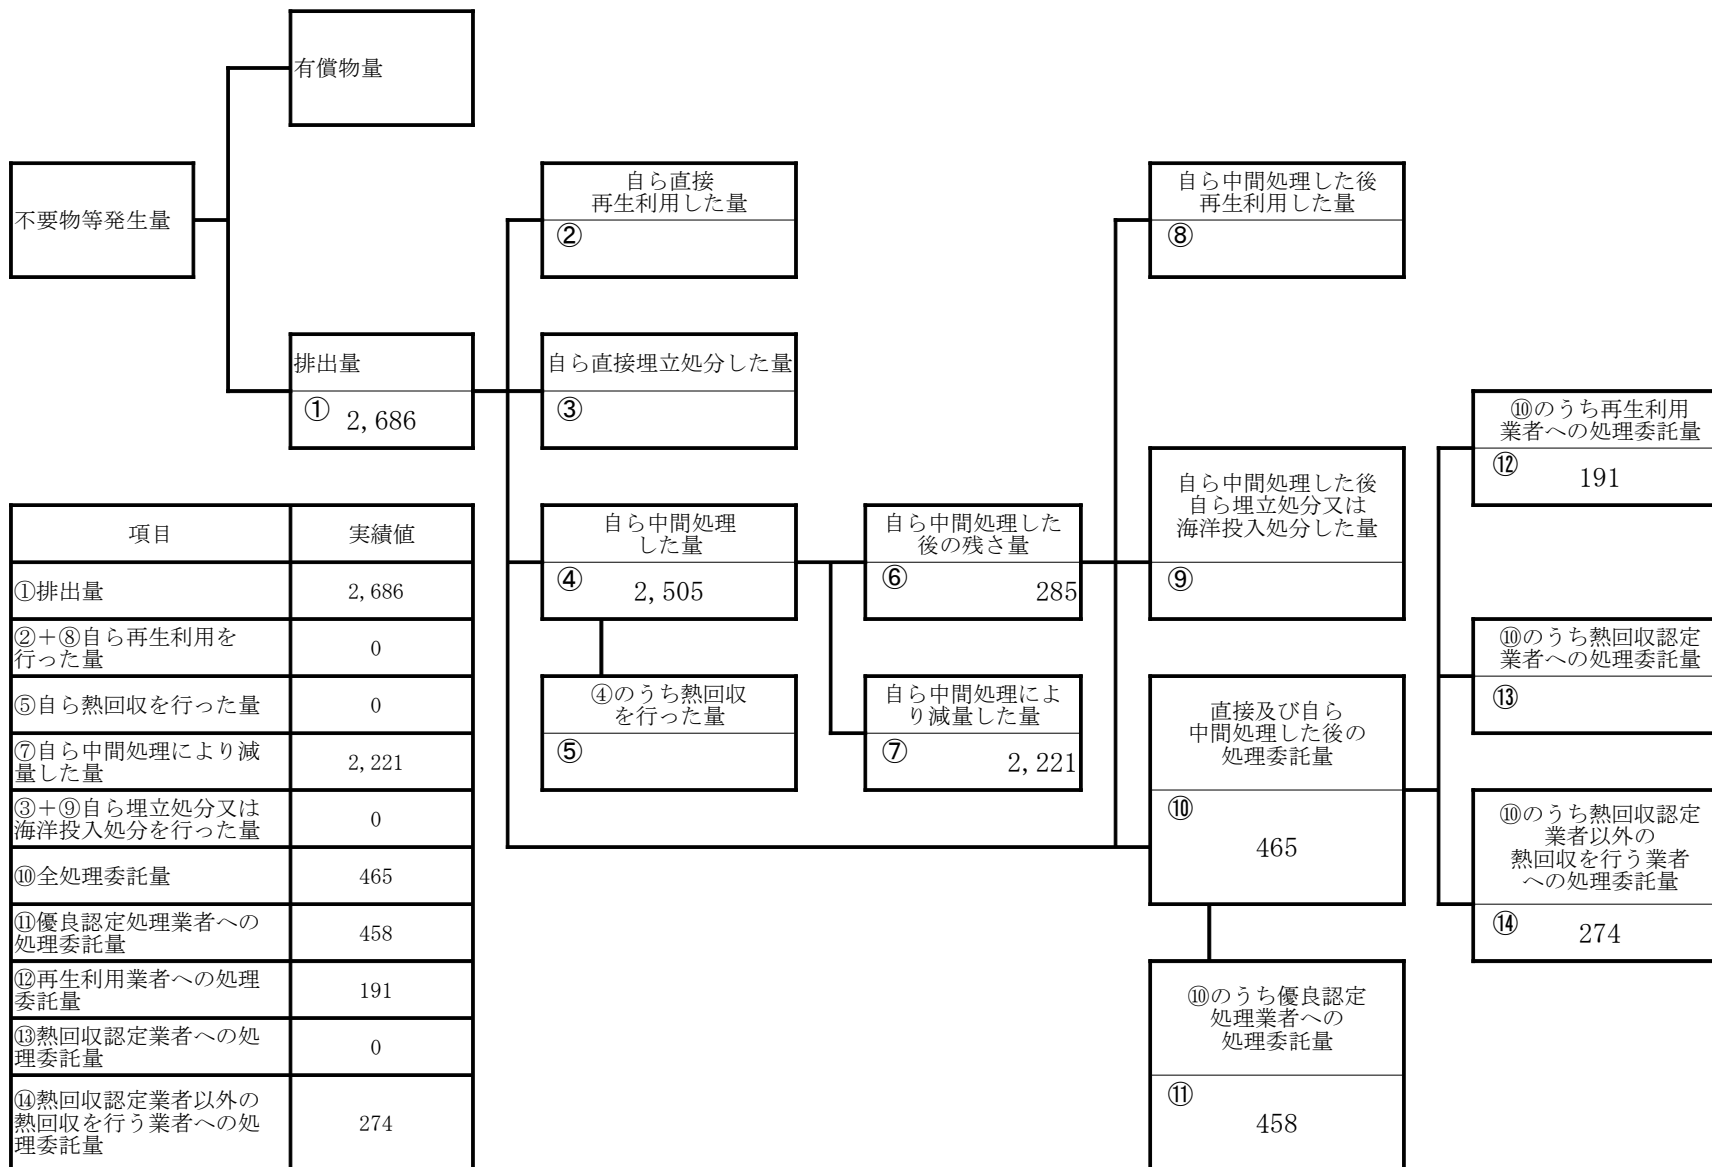 有償物量
不要物等発生量
自ら直接
再生利用した量
②
自ら中間処理した後
再生利用した量
⑧
排出量
① 2,686
自ら直接埋立処分した量
③
⑩のうち再生利用
業者への処理委託量
⑫ 191
自ら中間処理
した量
④ 2,505
自ら中間処理した
後の残さ量
⑥ 285
自ら中間処理した後
自ら埋立処分又は
海洋投入処分した量
⑨
⑩のうち熱回収認定
業者への処理委託量
⑬
④のうち熱回収
を行った量
⑤
自ら中間処理によ
り減量した量
⑦ 2,221
直接及び自ら
中間処理した後の
処理委託量
⑩
465
⑩のうち熱回収認定
業者以外の
熱回収を行う業者
への処理委託量
⑭ 274
⑩のうち優良認定
処理業者への
処理委託量
⑪
458
項目 実績値
①排出量 2,686
②＋⑧自ら再生利用を
行った量 0
⑤自ら熱回収を行った量 0
⑦自ら中間処理により減
量した量 2,221
③＋⑨自ら埋立処分又は
海洋投入処分を行った量 0
⑩全処理委託量 465
⑪優良認定処理業者への
処理委託量 458
⑫再生利用業者への処理
委託量 191
⑬熱回収認定業者への処
理委託量 0
⑭熱回収認定業者以外の
熱回収を行う業者への処
理委託量 274